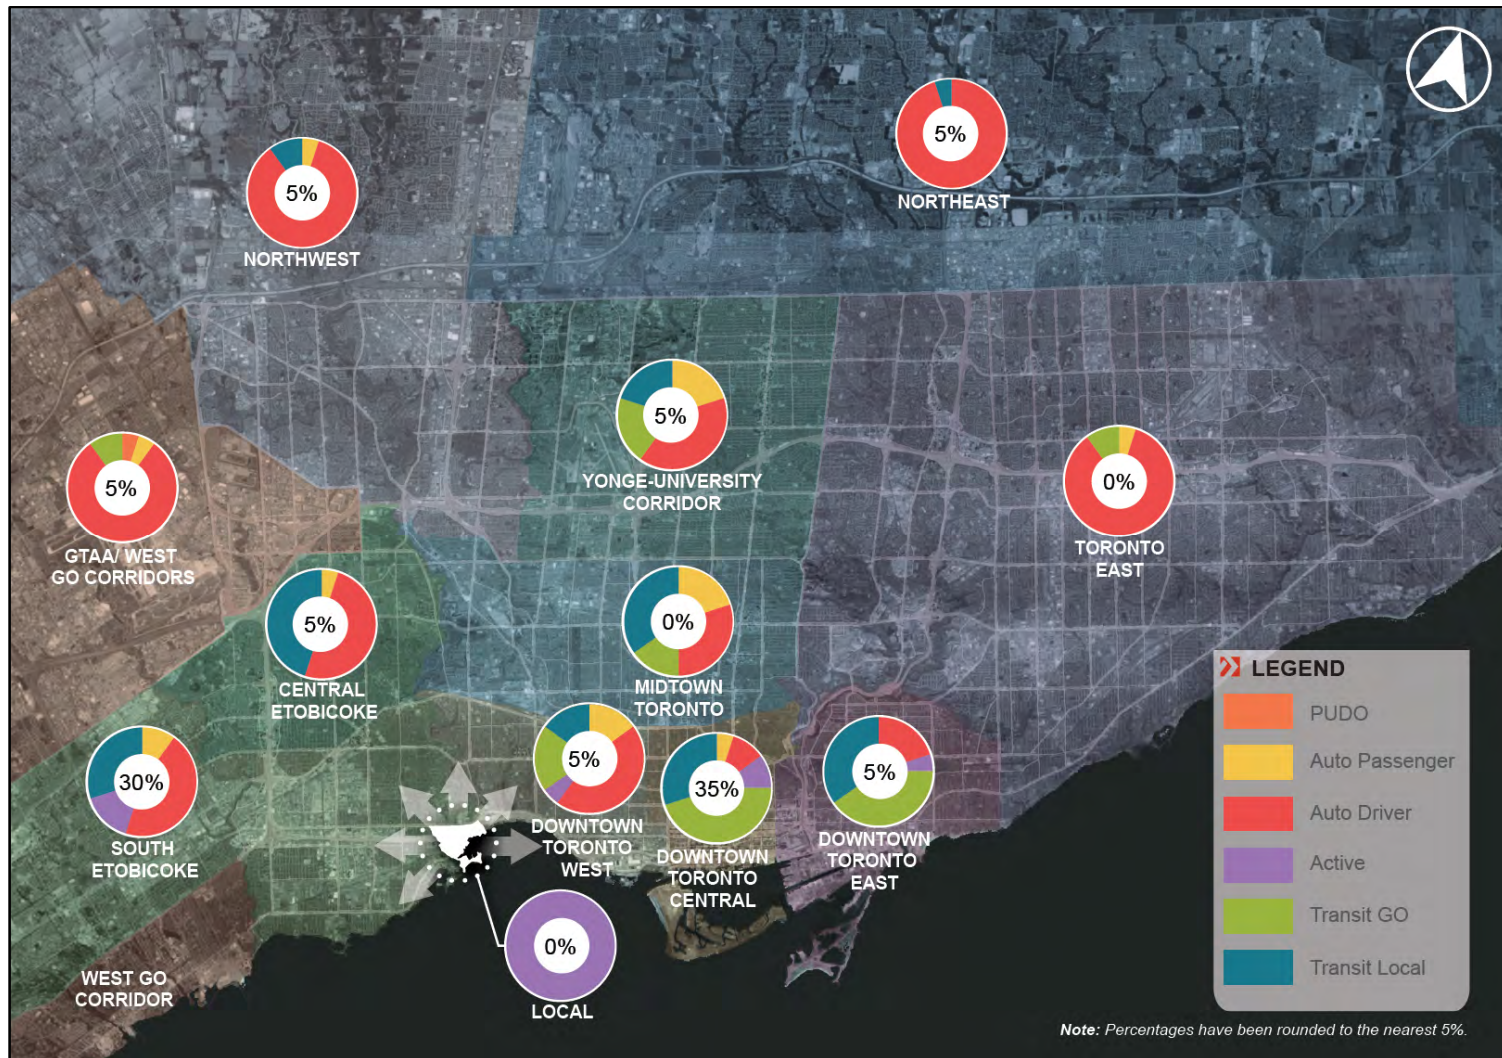 5%
NORTHEAST
5%
NORTHWEST
5%
YONGE-UNIVERSITY
CORRIDOR
5%
GTAA/ WEST
GO CORRIDORS
0%
TORONTO
EAST
5%
CENTRAL
ETOBICOKE
0%
MIDTOWN
TORONTO
30%
SOUTH
ETOBICOKE
5%
DOWNTOWN
TORONTO
WEST
35%
DOWNTOWN
TORONTO
CENTRAL
5%
DOWNTOWN
TORONTO
EAST
0%
LOCAL
WEST GO
CORRIDOR
LEGEND
PUDO
Auto Passenger
Auto Driver
Active
Transit GO
Transit Local
Note: Percentages have been rounded to the nearest 5%.